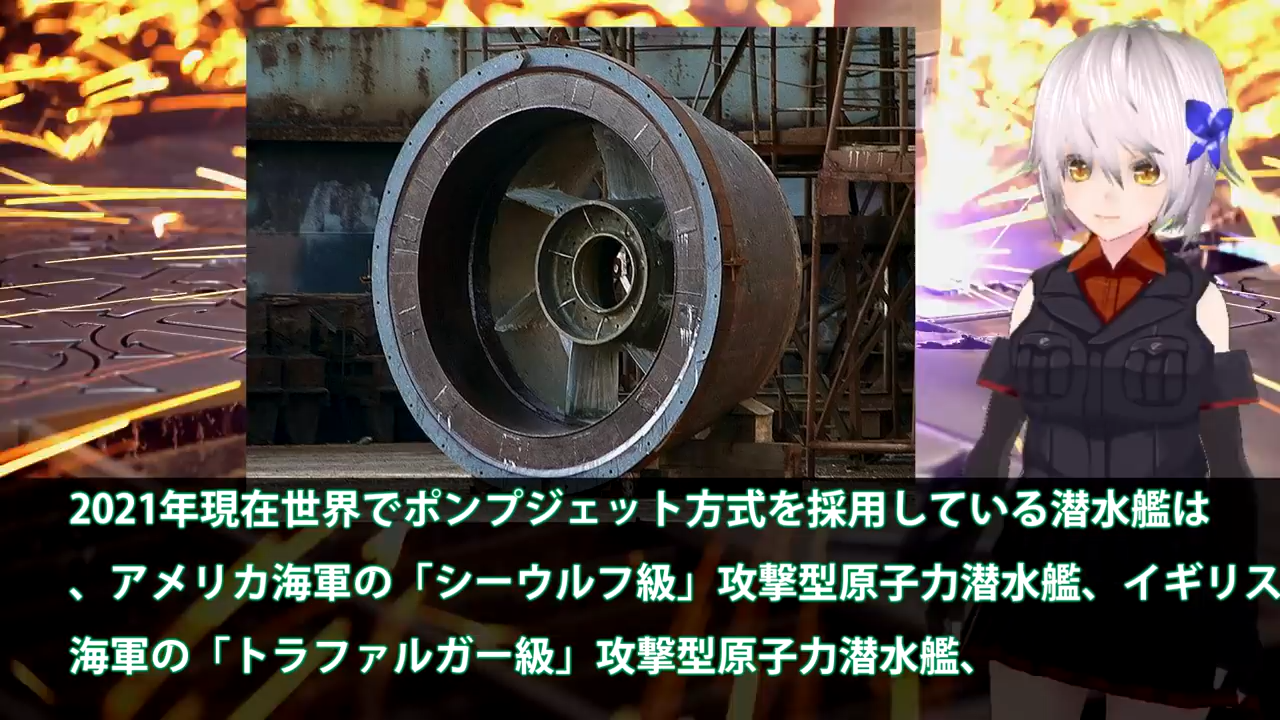 2021年現在世界でポンプジェット方式を採用している潜水艦は
、アメリカ海軍の「シーウルフ級」攻撃型原子力潜水艦、イギリス
海軍の「トラファルガー級」攻撃型原子力潜水艦、